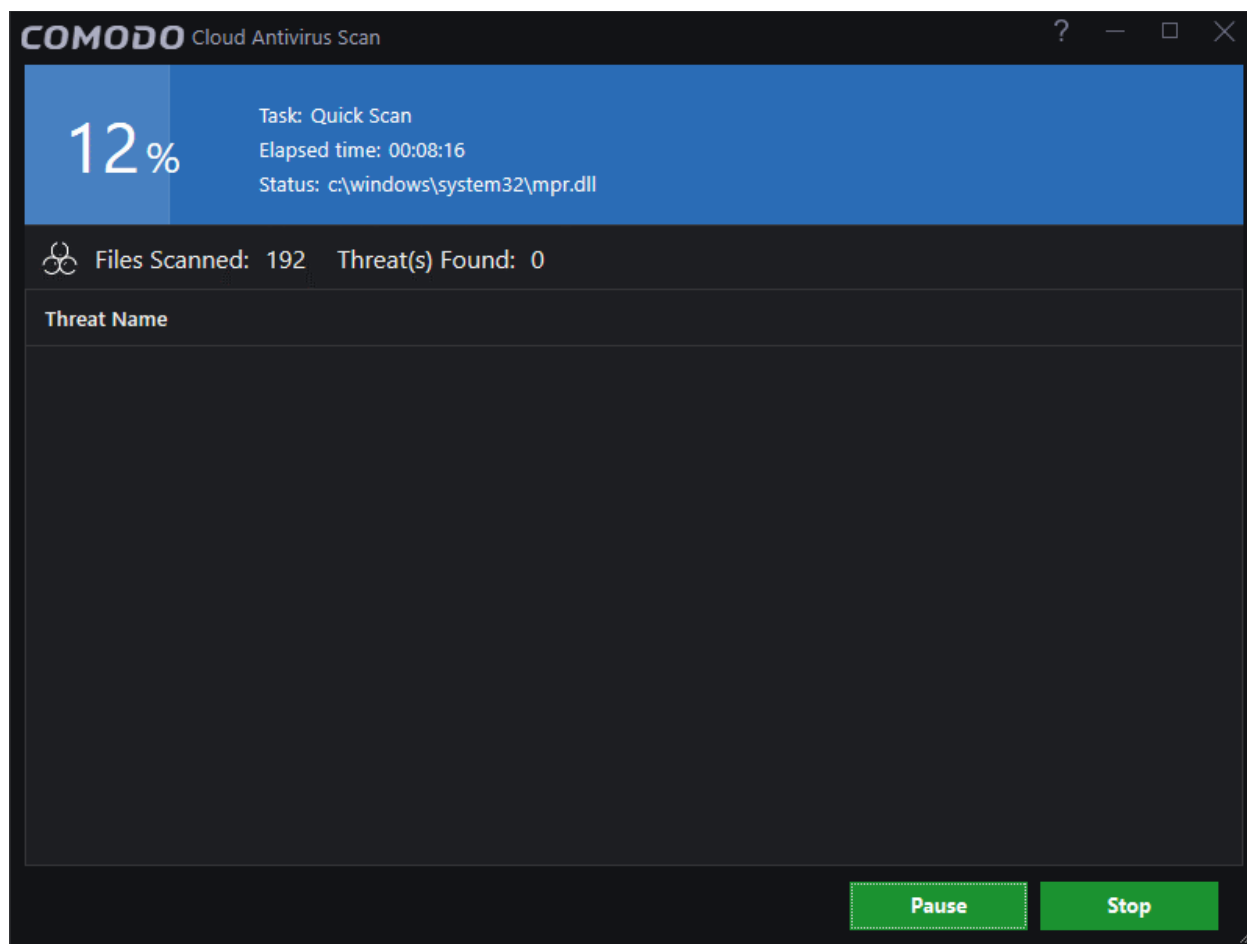 COMODO Cloud Antivirus Scan ?
12%
Task: Quick Scan
Elapsed time: 00:08:16
Status: c:\windows\system32\mpr.dll
Files Scanned: 192 Threat(s) Found: 0
Threat Name
Pause Stop